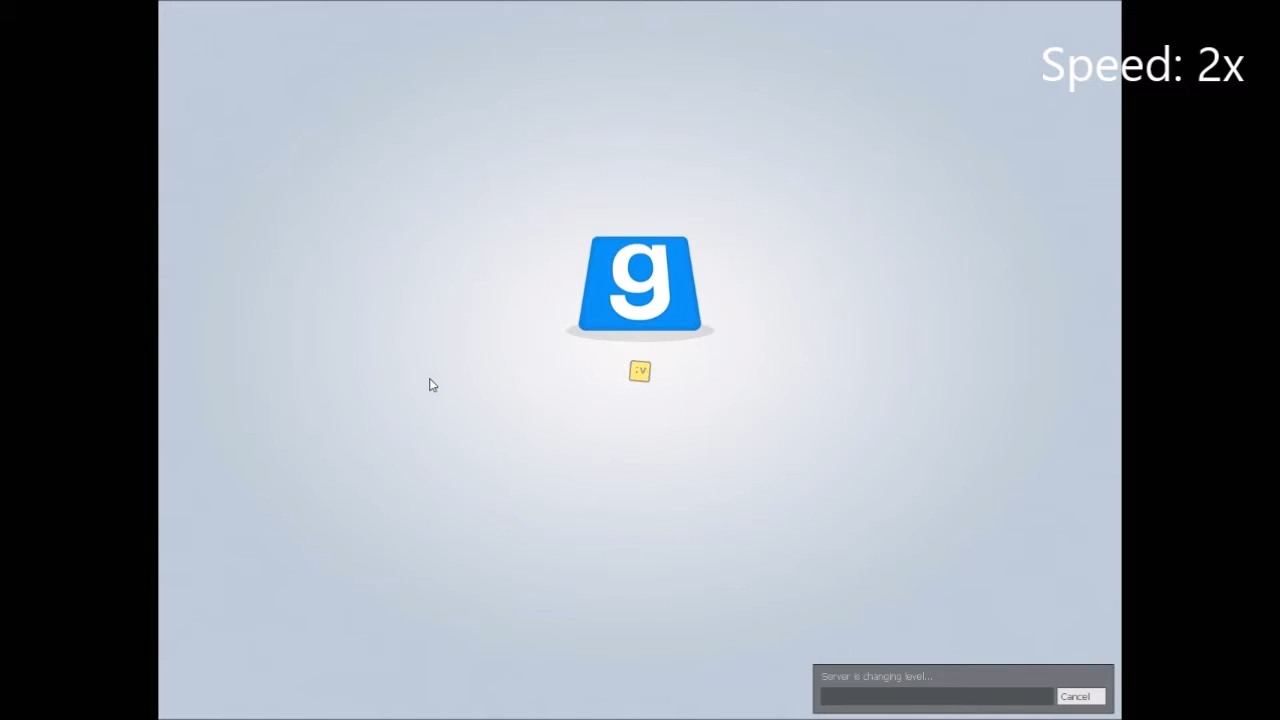 Speed: 2x
g
:v
Server is changing level...
Cancel